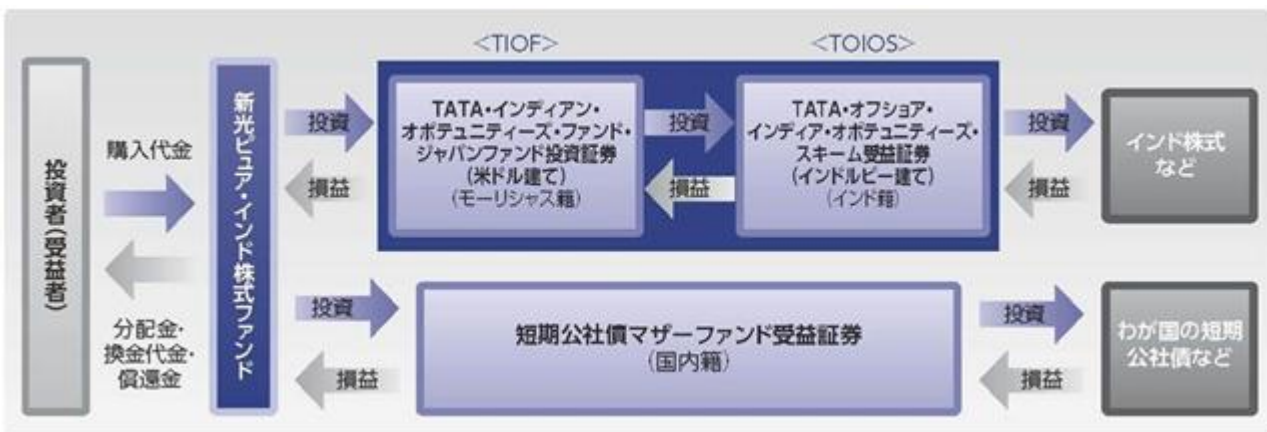 <TIOF>
<TOIOS>
投資者(受益者)
購入代金
分配金・
換金代金・
償還金
新光ピュア・インド株式ファンド
投資
損益
TATA・インディアン・
オポテュニティーズ・ファンド・
ジャパンファンド投資証券
(米ドル建て)
(モーリシャス籍)
投資
損益
TATA・オフショア・
インディア・オポテュニティーズ・
スキーム受益証券
(インドルピー建て)
(インド籍)
投資
損益
インド株式
など
投資
損益
短期公社債マザーファンド受益証券
(国内籍)
投資
損益
わが国の短期
公社債など